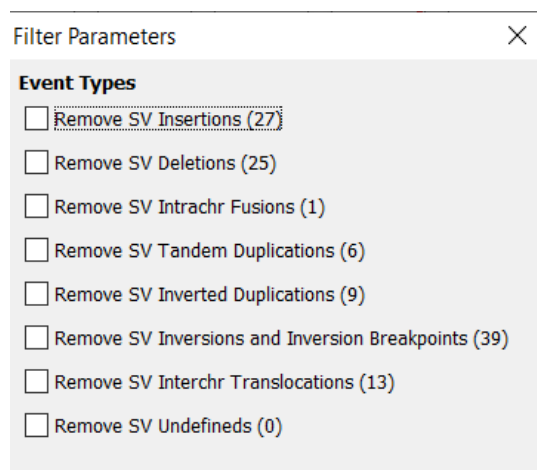 Filter Parameters
Event Types
Remove SV Insertions (27)
Remove SV Deletions (25)
Remove SV Intrachr Fusions (1)
Remove SV Tandem Duplications (6)
Remove SV Inverted Duplications (9)
Remove SV Inversions and Inversion Breakpoints (39)
Remove SV Interchr Translocations (13)
Remove SV Undefineds (0)